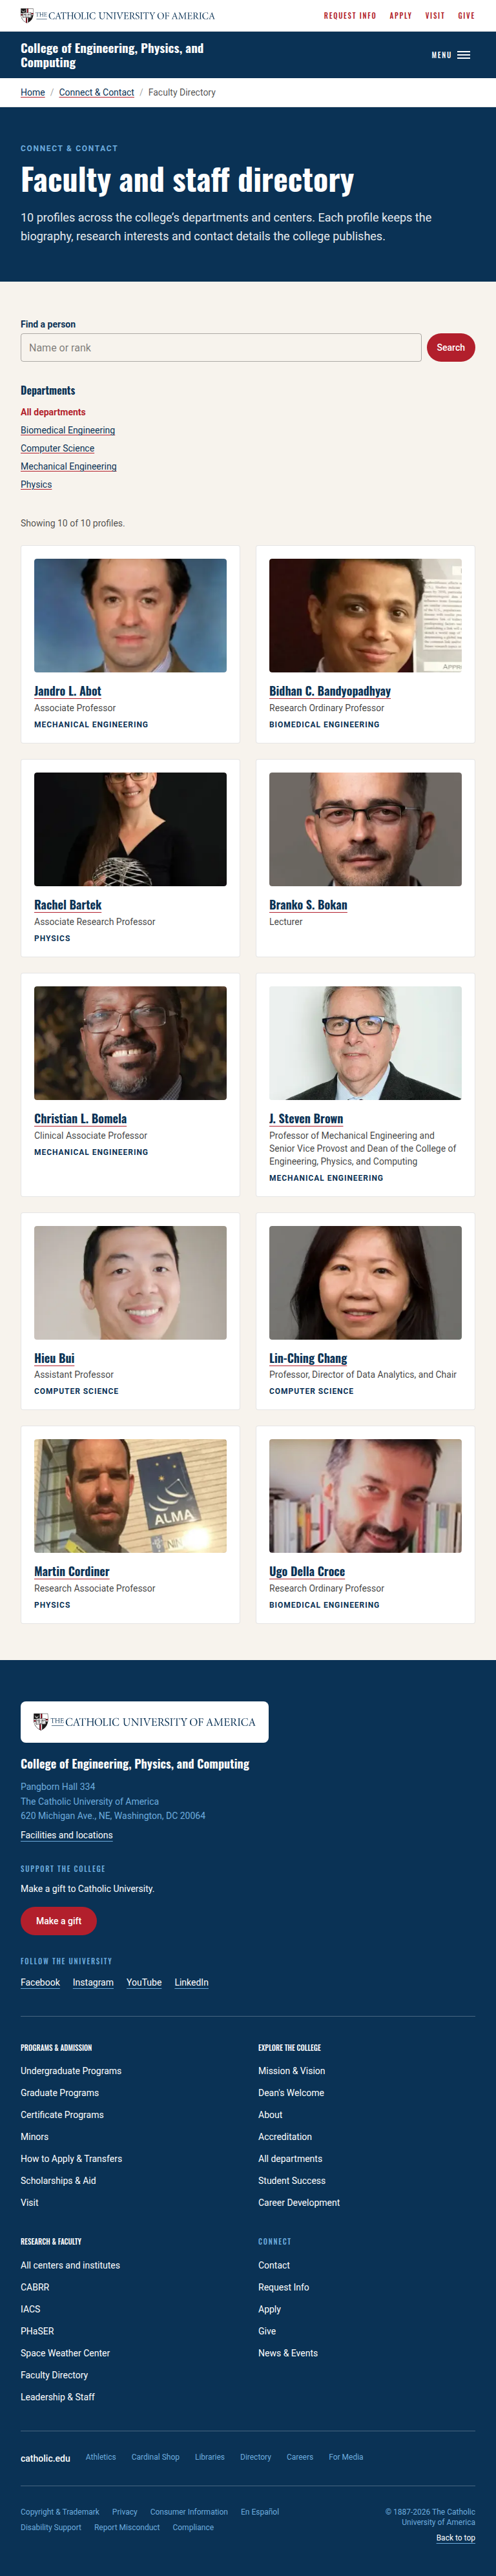 THE CATHOLIC UNIVERSITY OF AMERICA
REQUEST INFO APPLY VISIT GIVE
College of Engineering, Physics, and
Computing
MENU
Home / Connect & Contact / Faculty Directory
CONNECT & CONTACT
Faculty and staff directory
10 profiles across the college’s departments and centers. Each profile keeps the
biography, research interests and contact details the college publishes.
Find a person
Name or rank
Search
Departments
All departments
Biomedical Engineering
Computer Science
Mechanical Engineering
Physics
Showing 10 of 10 profiles.
Jandro L. Abot
Associate Professor
MECHANICAL ENGINEERING
Bidhan C. Bandyopadhyay
Research Ordinary Professor
BIOMEDICAL ENGINEERING
Rachel Bartek
Associate Research Professor
PHYSICS
Branko S. Bokan
Lecturer
Christian L. Bomela
Clinical Associate Professor
MECHANICAL ENGINEERING
J. Steven Brown
Professor of Mechanical Engineering and
Senior Vice Provost and Dean of the College of
Engineering, Physics, and Computing
MECHANICAL ENGINEERING
Hieu Bui
Assistant Professor
COMPUTER SCIENCE
Lin-Ching Chang
Professor, Director of Data Analytics, and Chair
COMPUTER SCIENCE
ALMA
Martin Cordiner
Research Associate Professor
PHYSICS
Ugo Della Croce
Research Ordinary Professor
BIOMEDICAL ENGINEERING
THE CATHOLIC UNIVERSITY OF AMERICA
College of Engineering, Physics, and Computing
Pangborn Hall 334
The Catholic University of America
620 Michigan Ave., NE, Washington, DC 20064
Facilities and locations
SUPPORT THE COLLEGE
Make a gift to Catholic University.
Make a gift
FOLLOW THE UNIVERSITY
Facebook Instagram YouTube LinkedIn
PROGRAMS & ADMISSION
Undergraduate Programs
Graduate Programs
Certificate Programs
Minors
How to Apply & Transfers
Scholarships & Aid
Visit
EXPLORE THE COLLEGE
Mission & Vision
Dean's Welcome
About
Accreditation
All departments
Student Success
Career Development
RESEARCH & FACULTY
All centers and institutes
CABRR
IACS
PHaSER
Space Weather Center
Faculty Directory
Leadership & Staff
CONNECT
Contact
Request Info
Apply
Give
News & Events
catholic.edu Athletics Cardinal Shop Libraries Directory Careers For Media
Copyright & Trademark Privacy Consumer Information En Español
Disability Support Report Misconduct Compliance
© 1887-2026 The Catholic
University of America
Back to top